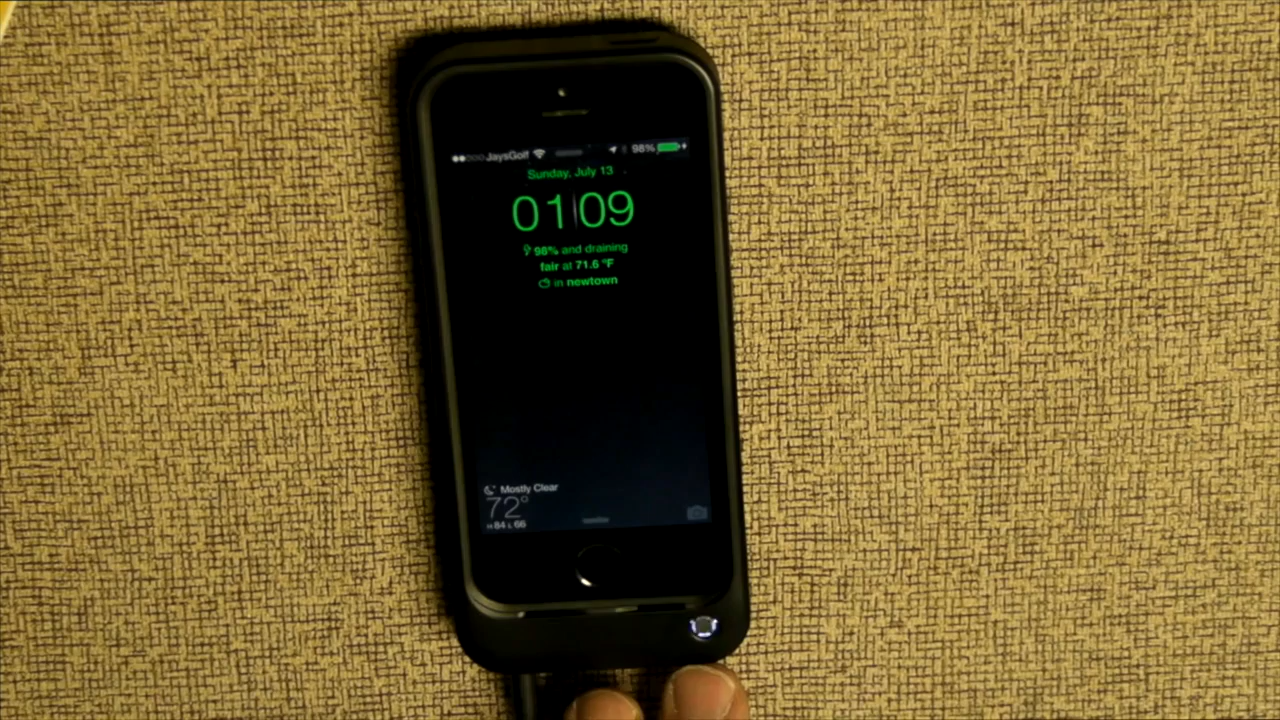 JaysGolf 98%
Sunday, July 13
01|09
98% and draining
fair at 71.6 °F
in newtown
Mostly Clear
72°
H 84 L 66